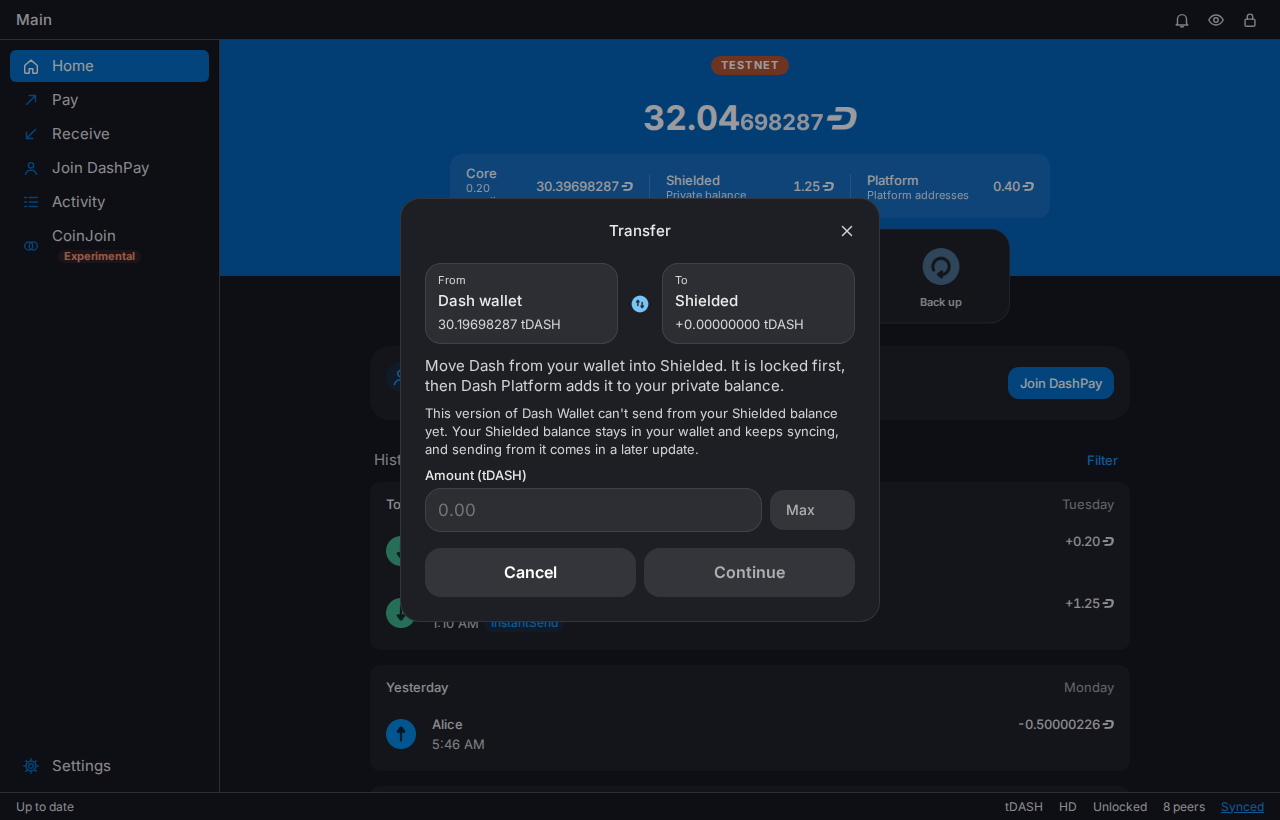 Main
Home
Pay
Receive
Join DashPay
Activity
CoinJoin
Experimental
Settings
TESTNET
32.04698287
Core
0.20
30.39698287
Shielded
Private balance
1.25
Platform
Platform addresses
0.40
Transfer
From
Dash wallet
30.19698287 tDASH
To
Shielded
+0.00000000 tDASH
Move Dash from your wallet into Shielded. It is locked first,
then Dash Platform adds it to your private balance.
This version of Dash Wallet can't send from your Shielded balance
yet. Your Shielded balance stays in your wallet and keeps syncing,
and sending from it comes in a later update.
Amount (tDASH)
0.00
Max
Cancel
Continue
Back up
Join DashPay
Filter
Tuesday
+0.20
+1.25
1:10 AM InstantSend
Yesterday
Monday
Alice
5:46 AM
-0.50000226
Up to date
tDASH
HD
Unlocked
8 peers
Synced